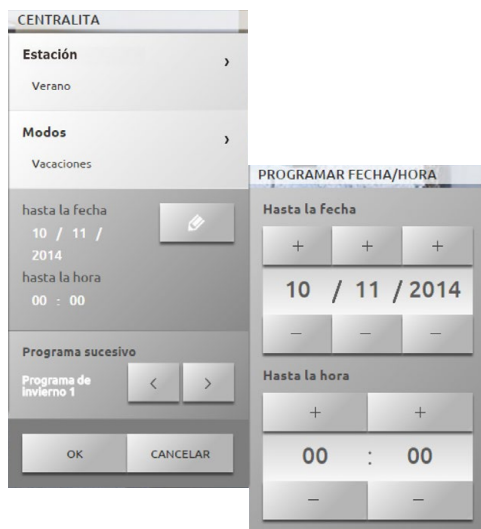 CENTRALITA
Estación
Verano
Modos
Vacaciones
hasta la fecha
10 / 11 /
2014
hasta la hora
00 : 00
Programa sucesivo
Programa de
invierno 1
< >
OK CANCELAR
PROGRAMAR FECHA/HORA
Hasta la fecha
+ + +
10 / 11 / 2014
− − −
Hasta la hora
+ +
00 : 00
− −